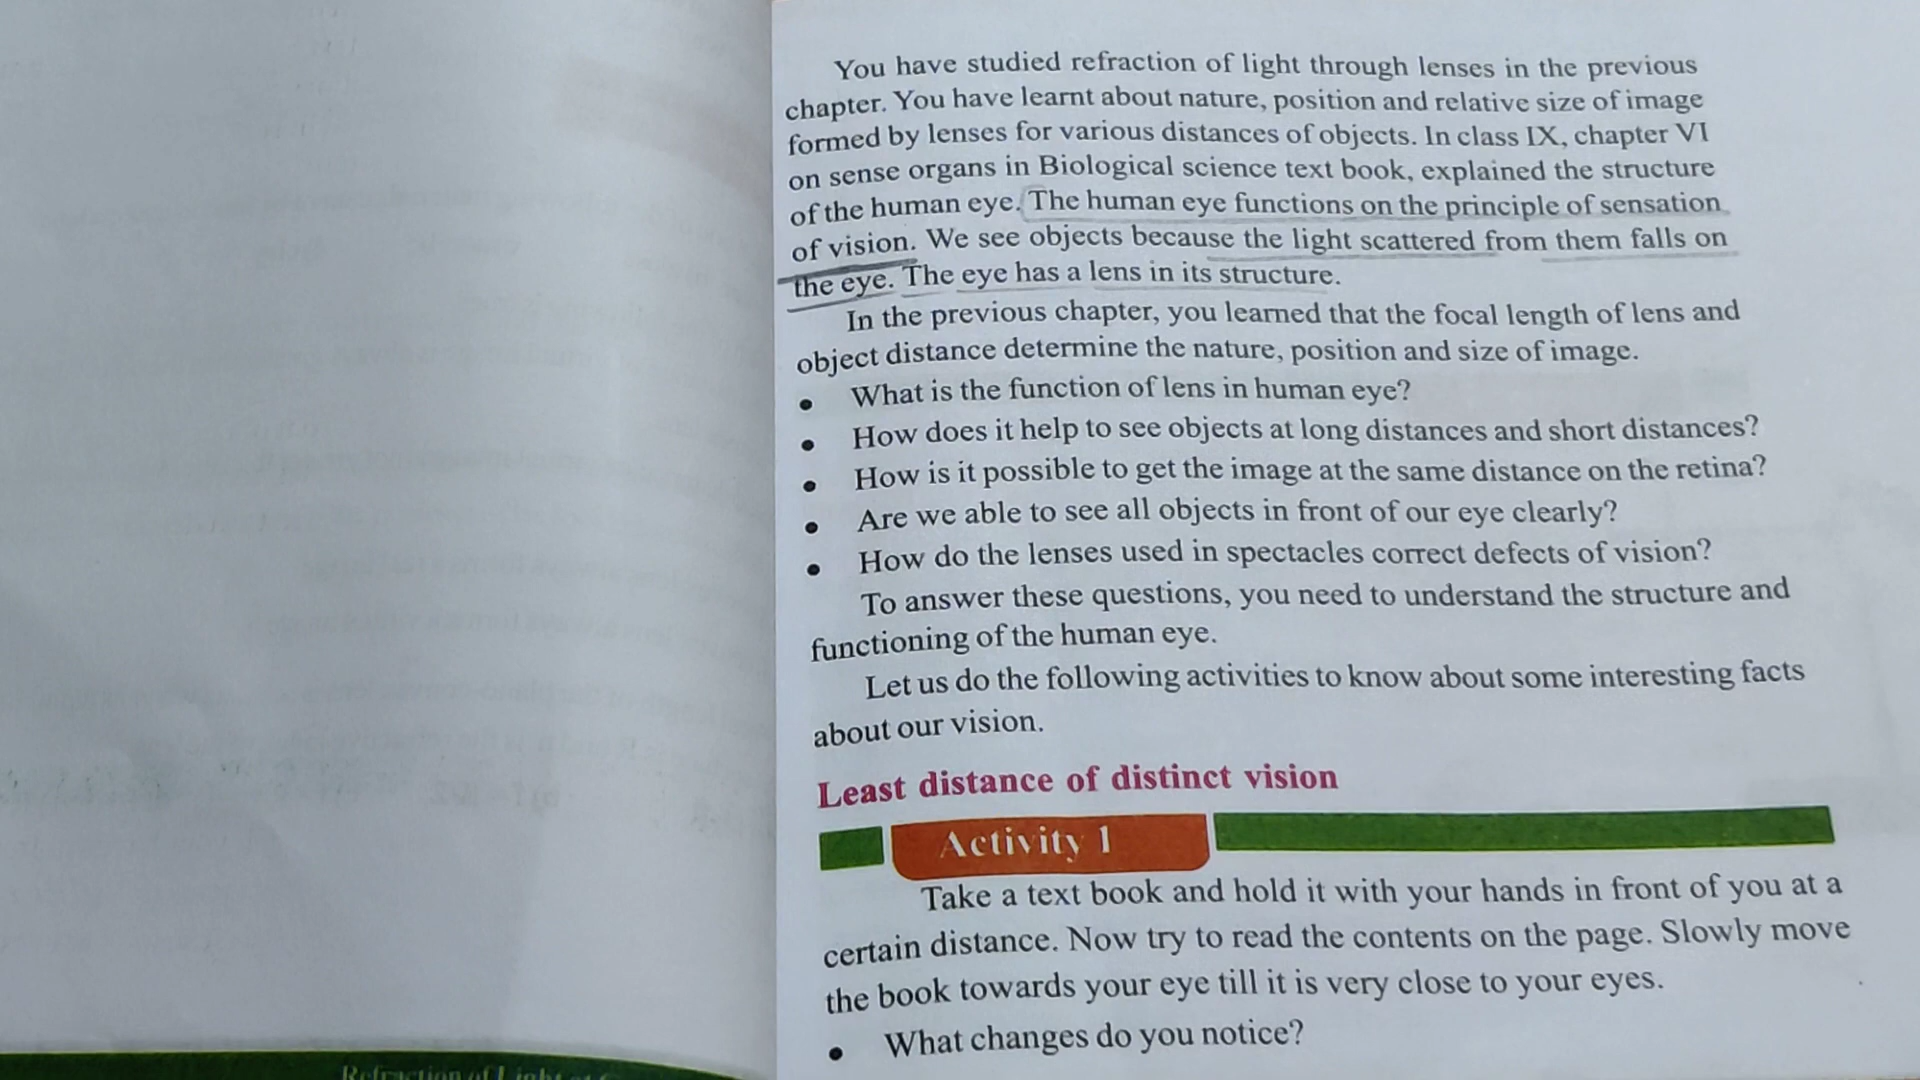 You have studied refraction of light through lenses in the previous
chapter. You have learnt about nature, position and relative size of image
formed by lenses for various distances of objects. In class IX, chapter VI
on sense organs in Biological science text book, explained the structure
of the human eye. The human eye functions on the principle of sensation
of vision. We see objects because the light scattered from them falls on
the eye. The eye has a lens in its structure.
In the previous chapter, you learned that the focal length of lens and
object distance determine the nature, position and size of image.
• What is the function of lens in human eye?
• How does it help to see objects at long distances and short distances?
• How is it possible to get the image at the same distance on the retina?
• Are we able to see all objects in front of our eye clearly?
• How do the lenses used in spectacles correct defects of vision?
To answer these questions, you need to understand the structure and
functioning of the human eye.
Let us do the following activities to know about some interesting facts
about our vision.
Least distance of distinct vision
Activity 1
Take a text book and hold it with your hands in front of you at a
certain distance. Now try to read the contents on the page. Slowly move
the book towards your eye till it is very close to your eyes.
• What changes do you notice?
Refraction of Light at